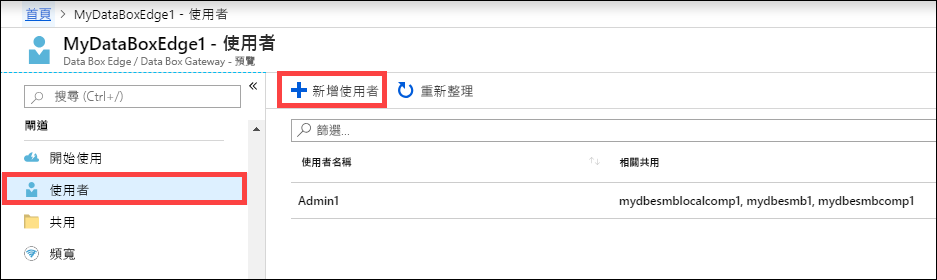 首頁 > MyDataBoxEdge1 - 使用者
MyDataBoxEdge1 - 使用者
Data Box Edge / Data Box Gateway - 預覽
搜尋 (Ctrl+/)
«
閘道
開始使用
使用者
共用
頻寬
新增使用者 重新整理
篩選...
使用者名稱 ↑↓ 相關共用
Admin1 mydbesmblocalcomp1, mydbesmb1, mydbesmbcomp1